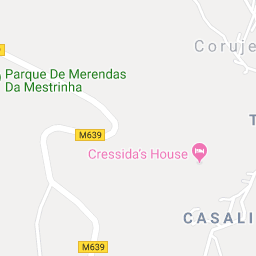 Coruje
Parque De Merendas
Da Mestrinha
T
M639
Cressida's House
CASALI
M639